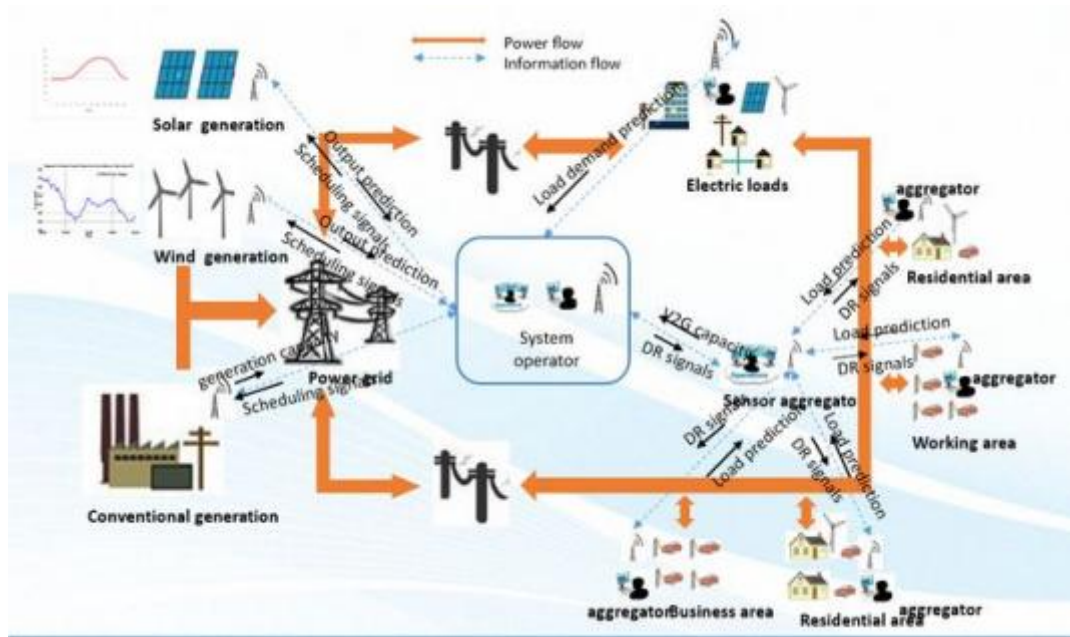 Power flow
Information flow
Solar generation
Output prediction
Scheduling signals
Load demand prediction
Electric loads
aggregator
Wind generation
Output prediction
Scheduling signals
Load prediction
DR signals
Residential area
System
operator
V2G capacity
DR signals
Load prediction
DR signals
aggregator
generation
Power grid
Scheduling
Sensor aggregato
Working area
DR signals
Load prediction
Load prediction
DR signals
Conventional generation
aggregator
Business area
Residential area
aggregator